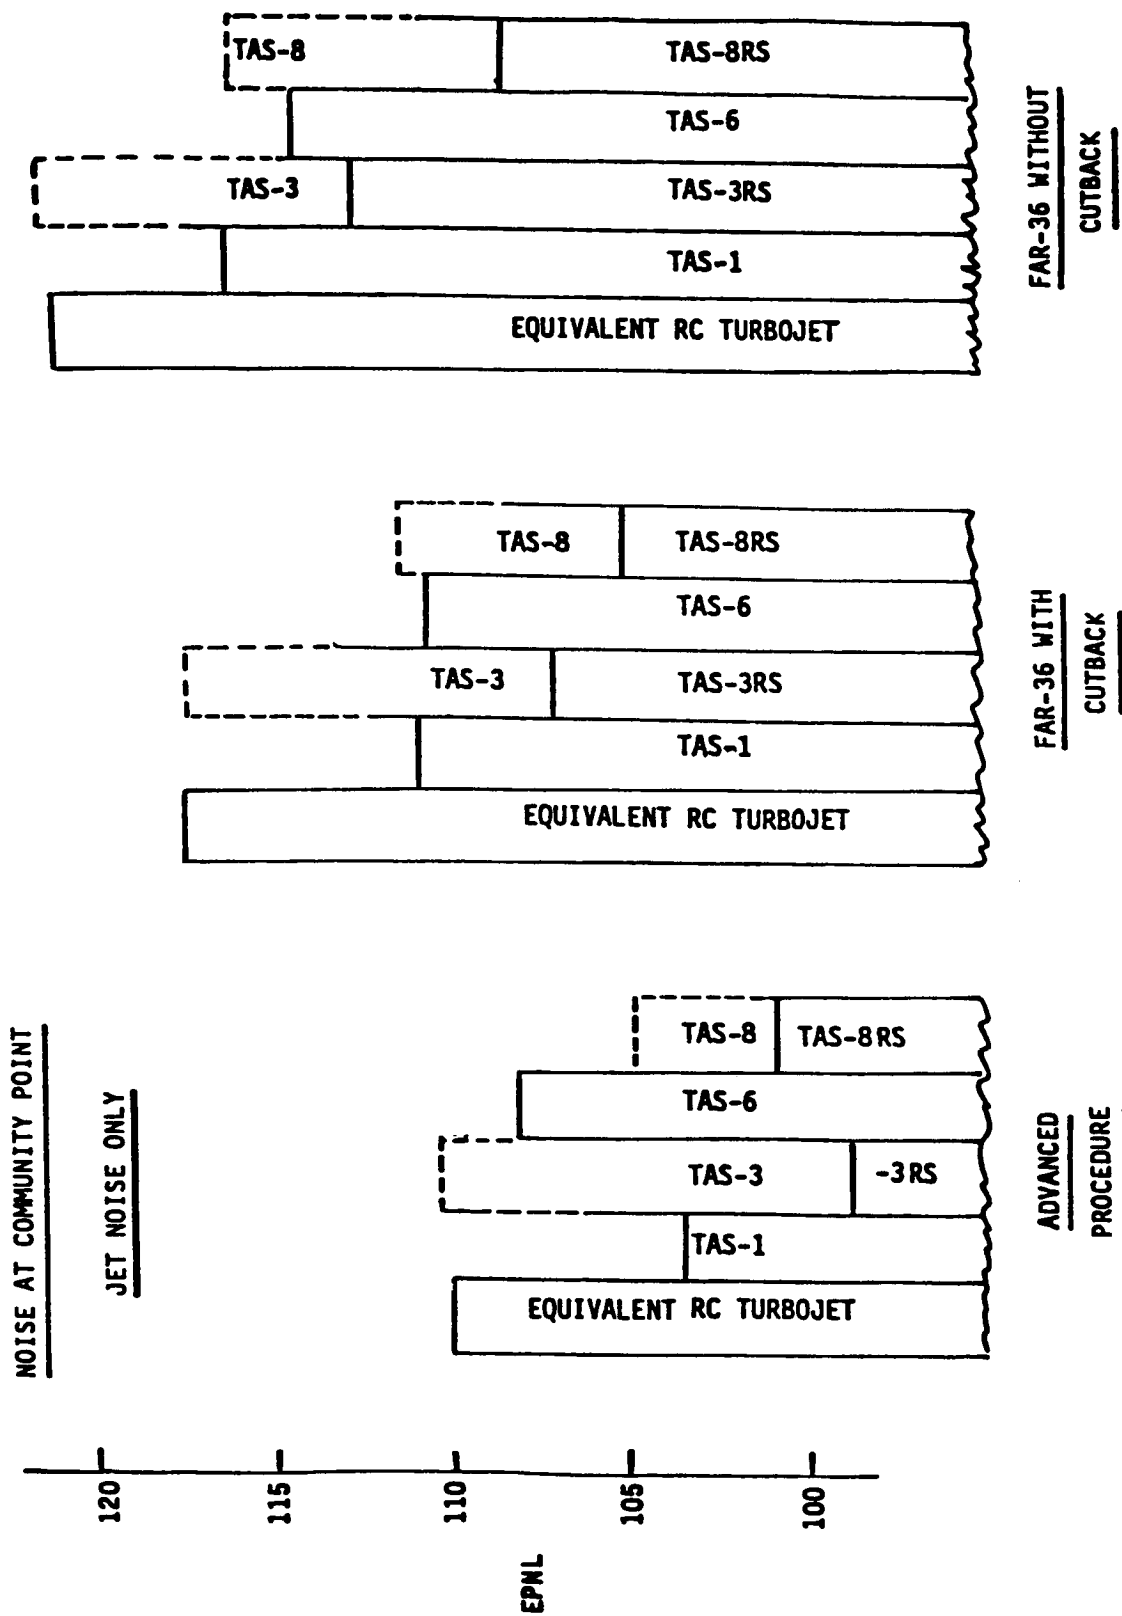 NOISE AT COMMUNITY POINT
JET NOISE ONLY
EPNL
120
115
110
105
100
EQUIVALENT RC TURBOJET
TAS-1
TAS-3
-3RS
TAS-6
TAS-8
TAS-8RS
ADVANCED
PROCEDURE
EQUIVALENT RC TURBOJET
TAS-1
TAS-3
TAS-3RS
TAS-6
TAS-8
TAS-8RS
FAR-36 WITH
CUTBACK
EQUIVALENT RC TURBOJET
TAS-1
TAS-3
TAS-3RS
TAS-6
TAS-8
TAS-8RS
FAR-36 WITHOUT
CUTBACK